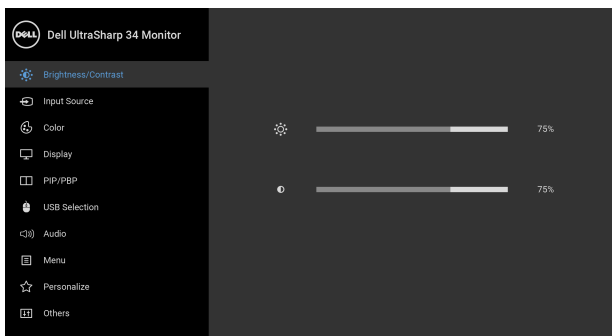 DELL Dell UltraSharp 34 Monitor
Brightness/Contrast
Input Source
Color
75%
Display
PIP/PBP
75%
USB Selection
Audio
Menu
Personalize
Others